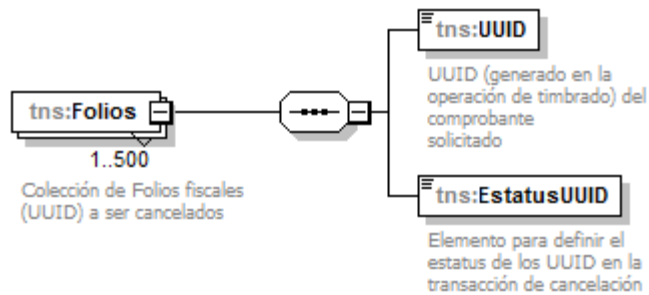 tns:Folios
1..500
Colección de Folios fiscales
(UUID) a ser cancelados
tns:UUID
UUID (generado en la
operación de timbrado) del
comprobante
solicitado
tns:EstatusUUID
Elemento para definir el
estatus de los UUID en la
transacción de cancelación